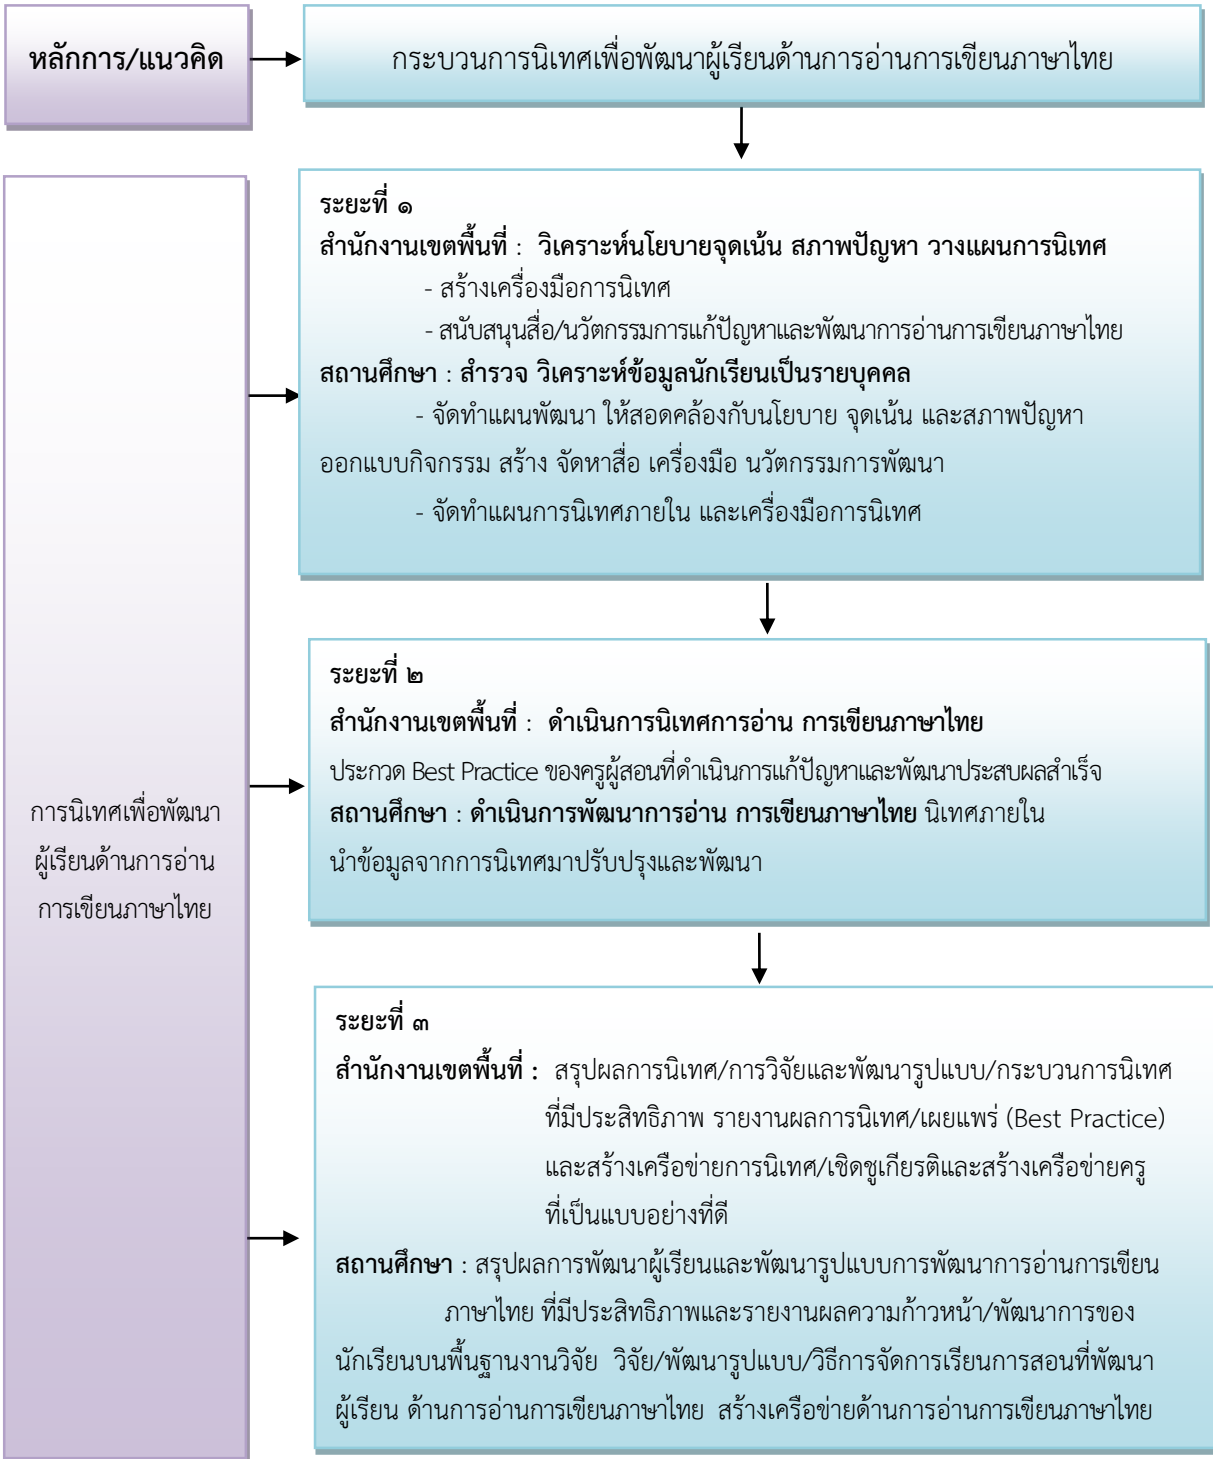 หลักการ/แนวคิด
กระบวนการนิเทศเพื่อพัฒนาผู้เรียนด้านการอ่านการเขียนภาษาไทย
การนิเทศเพื่อพัฒนา
ผู้เรียนด้านการอ่าน
การเขียนภาษาไทย
ระยะที่ ๑
สำนักงานเขตพื้นที่ : วิเคราะห์นโยบายจุดเน้น สภาพปัญหา วางแผนการนิเทศ
- สร้างเครื่องมือการนิเทศ
- สนับสนุนสื่อ/นวัตกรรมการแก้ปัญหาและพัฒนาการอ่านการเขียนภาษาไทย
สถานศึกษา : สำรวจ วิเคราะห์ข้อมูลนักเรียนเป็นรายบุคคล
- จัดทำแผนพัฒนา ให้สอดคล้องกับนโยบาย จุดเน้น และสภาพปัญหา
ออกแบบกิจกรรม สร้าง จัดหาสื่อ เครื่องมือ นวัตกรรมการพัฒนา
- จัดทำแผนการนิเทศภายใน และเครื่องมือการนิเทศ
ระยะที่ ๒
สำนักงานเขตพื้นที่ : ดำเนินการนิเทศการอ่าน การเขียนภาษาไทย
ประกวด Best Practice ของครูผู้สอนที่ดำเนินการแก้ปัญหาและพัฒนาประสบผลสำเร็จ
สถานศึกษา : ดำเนินการพัฒนาการอ่าน การเขียนภาษาไทย นิเทศภายใน
นำข้อมูลจากการนิเทศมาปรับปรุงและพัฒนา
ระยะที่ ๓
สำนักงานเขตพื้นที่ : สรุปผลการนิเทศ/การวิจัยและพัฒนารูปแบบ/กระบวนการนิเทศ
ที่มีประสิทธิภาพ รายงานผลการนิเทศ/เผยแพร่ (Best Practice)
และสร้างเครือข่ายการนิเทศ/เชิดชูเกียรติและสร้างเครือข่ายครู
ที่เป็นแบบอย่างที่ดี
สถานศึกษา : สรุปผลการพัฒนาผู้เรียนและพัฒนารูปแบบการพัฒนาการอ่านการเขียน
ภาษาไทย ที่มีประสิทธิภาพและรายงานผลความก้าวหน้า/พัฒนาการของ
นักเรียนบนพื้นฐานงานวิจัย วิจัย/พัฒนารูปแบบ/วิธีการจัดการเรียนการสอนที่พัฒนา
ผู้เรียน ด้านการอ่านการเขียนภาษาไทย สร้างเครือข่ายด้านการอ่านการเขียนภาษาไทย